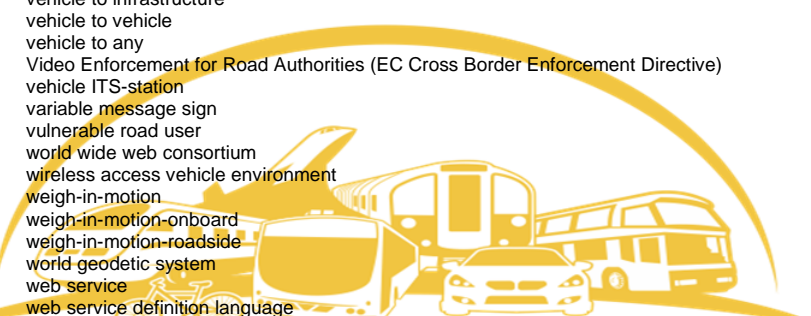 vehicle to infrastructure
vehicle to vehicle
vehicle to any
Video Enforcement for Road Authorities (EC Cross Border Enforcement Directive)
vehicle ITS-station
variable message sign
vulnerable road user
world wide web consortium
wireless access vehicle environment
weigh-in-motion
weigh-in-motion-onboard
weigh-in-motion-roadside
world geodetic system
web service
web service definition language